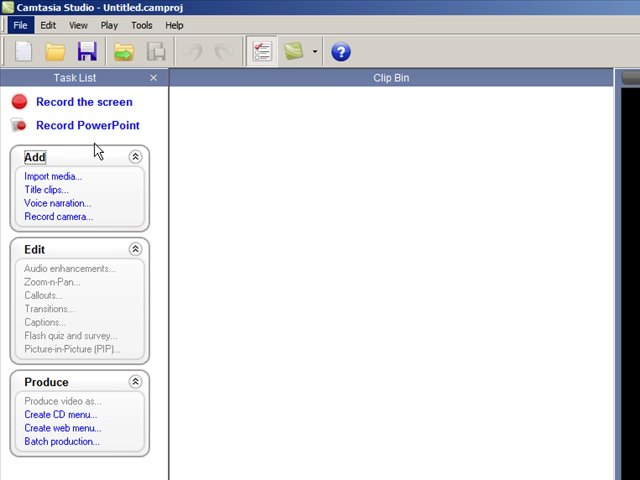 Camtasia Studio - Untitled.camproj
File Edit View Play Tools Help
Task List
Clip Bin
Record the screen
Record PowerPoint
Add
Import media...
Title clips...
Voice narration...
Record camera...
Edit
Audio enhancements...
Zoom-n-Pan...
Callouts...
Transitions...
Captions...
Flash quiz and survey...
Picture-in-Picture (PIP)...
Produce
Produce video as...
Create CD menu...
Create web menu...
Batch production...